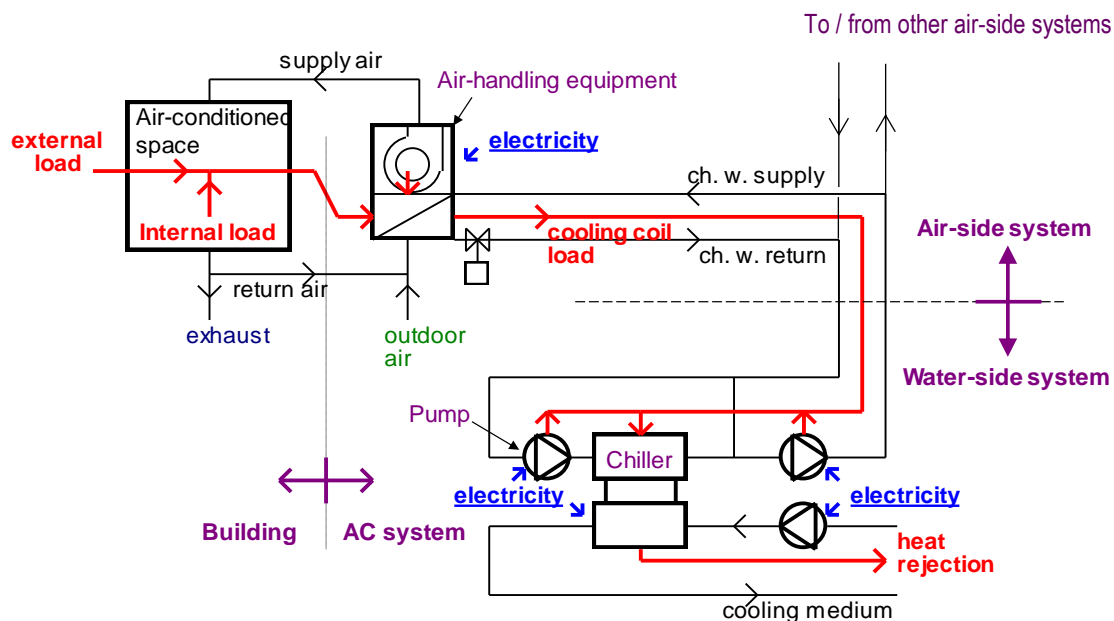 To / from other air-side systems
supply air
Air-handling equipment
Air-conditioned
space
external
load
electricity
ch. w. supply
Internal load
cooling coil
load
ch. w. return
Air-side system
return air
exhaust
outdoor
air
Water-side system
Pump
Chiller
electricity
electricity
Building
AC system
heat
rejection
cooling medium